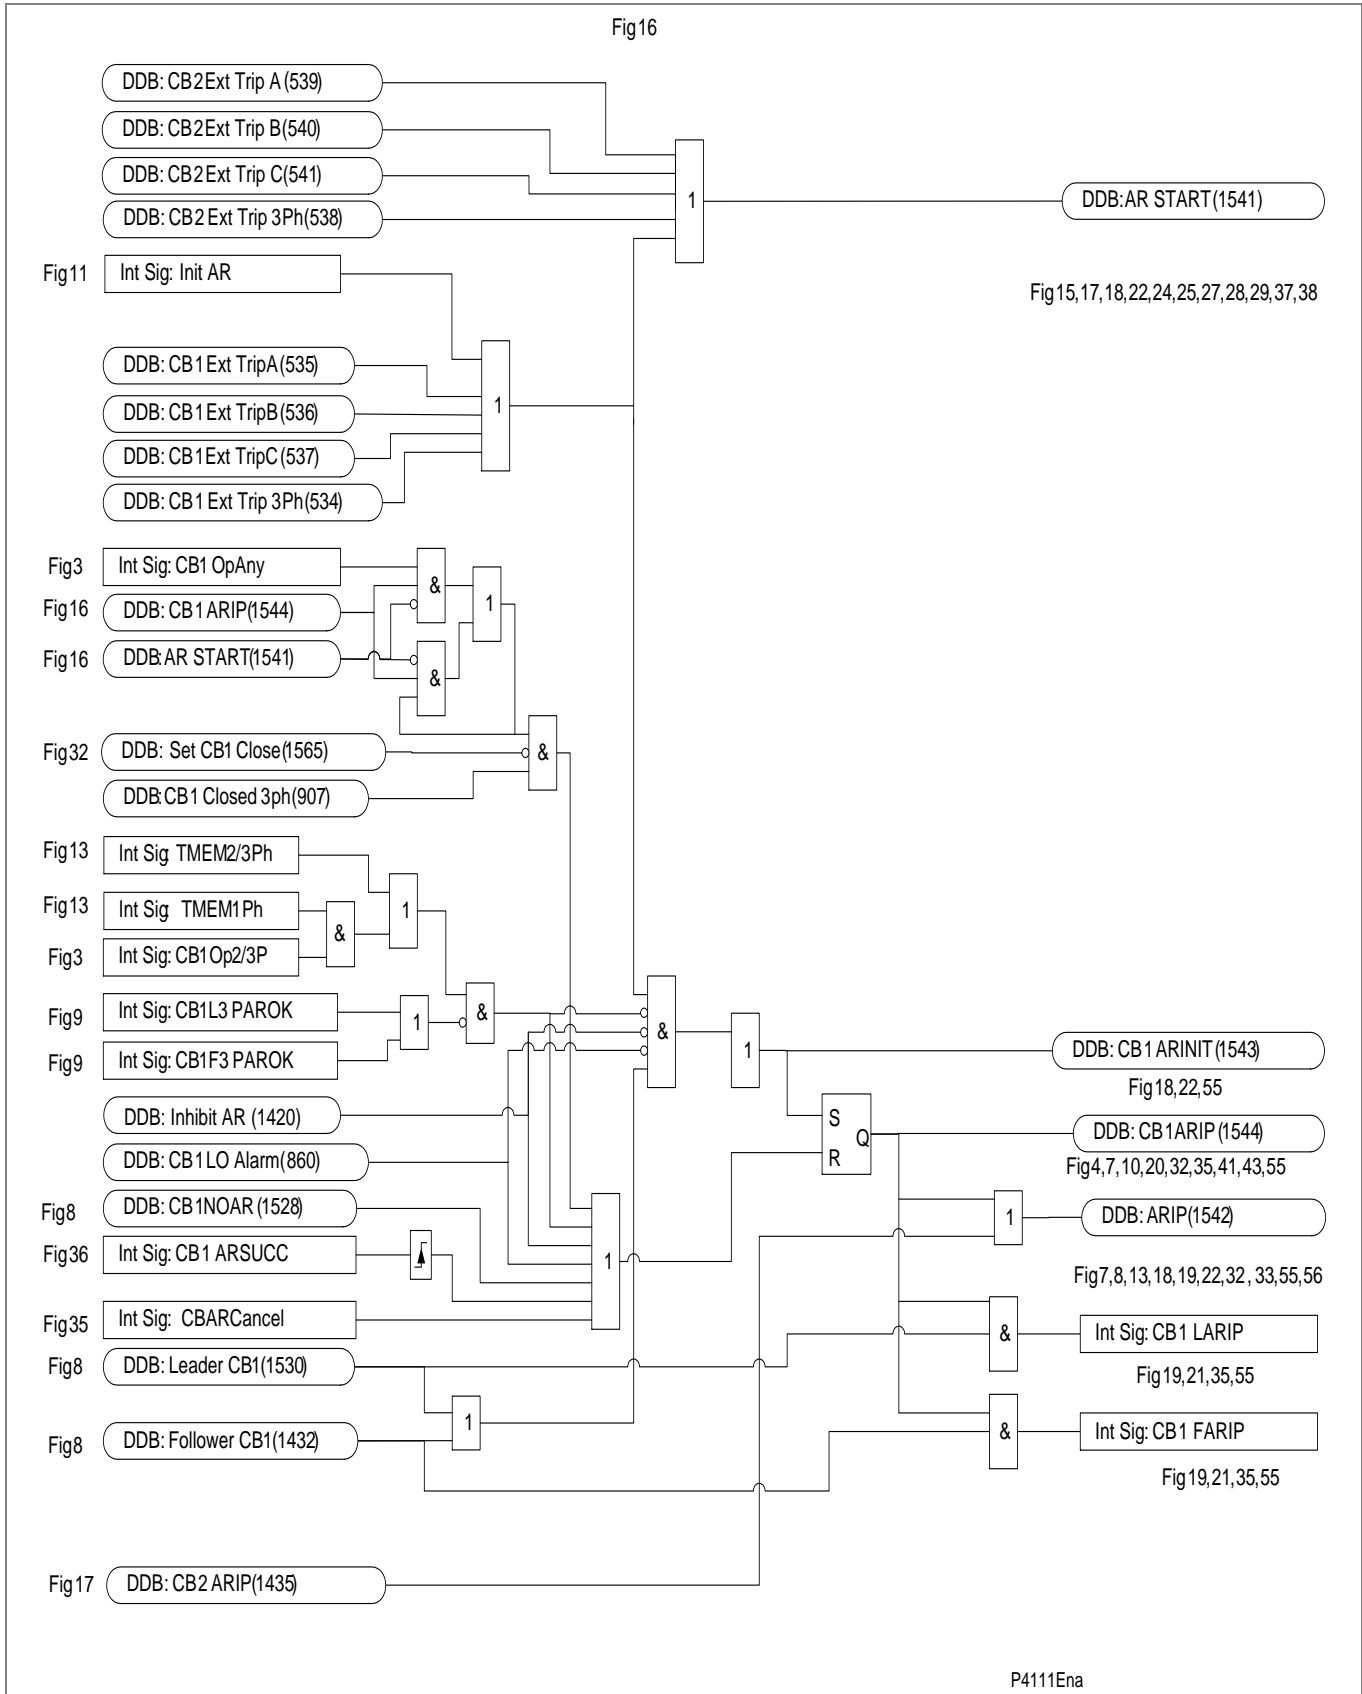 Fig16
DDB: CB2 Ext Trip A (539)
DDB: CB2 Ext Trip B(540)
DDB: CB2 Ext Trip C(541)
DDB: CB2 Ext Trip 3Ph(538)
1
DDB:AR START(1541)
Fig15,17,18,22,24,25,27,28,29,37,38
Fig11
Int Sig: Init AR
DDB: CB1 Ext TripA(535)
DDB: CB1 Ext TripB(536)
DDB: CB1 Ext TripC(537)
DDB: CB1 Ext Trip 3Ph(534)
1
Fig3
Int Sig: CB1 OpAny
Fig16
DDB: CB1 ARIP(1544)
Fig16
DDB:AR START(1541)
&
1
&
Fig32
DDB: Set CB1 Close(1565)
DDB:CB1 Closed 3ph(907)
&
Fig13
Int Sig: TMEM2/3Ph
Fig13
Int Sig: TMEM1Ph
Fig3
Int Sig: CB1Op2/3P
&
1
Fig9
Int Sig: CB1L3 PAROK
Fig9
Int Sig: CB1F3 PAROK
1
&
DDB: Inhibit AR (1420)
DDB: CB1 LO Alarm(860)
Fig8
DDB: CB1NOAR (1528)
Fig36
Int Sig: CB1 ARSUCC
Fig35
Int Sig: CBARCancel
1
Fig8
DDB: Leader CB1(1530)
Fig8
DDB: Follower CB1(1432)
1
Fig17
DDB: CB2 ARIP(1435)
&
1
S
R
Q
DDB: CB1 ARINIT(1543)
Fig18,22,55
DDB: CB1ARIP(1544)
Fig4,7,10,20,32,35,41,43,55
1
DDB: ARIP(1542)
Fig7,8,13,18,19,22,32 , 33,55,56
&
Int Sig: CB1 LARIP
Fig19,21,35,55
&
Int Sig: CB1 FARIP
Fig19,21,35,55
P4111Ena